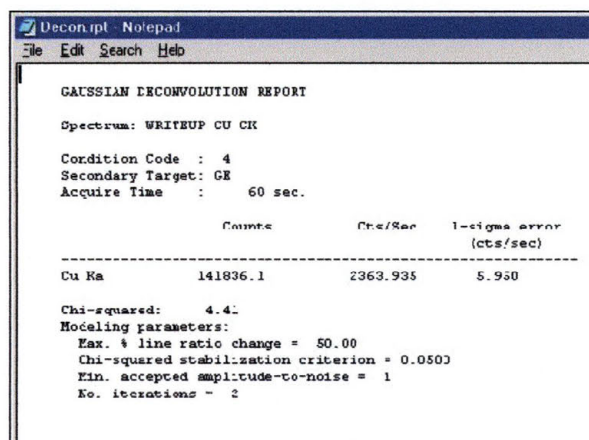 Decon.rpt - Notepad
File Edit Search Help
GAUSSIAN DECONVOLUTION REPORT
Spectrum: WRITEUP CU CK
Condition Code : 4
Secondary Target: GE
Acquire Time : 60 sec.
Counts Cts/Sec 1-sigma error
(cts/sec)
Cu Ka 141836.1 2363.935 5.950
Chi-squared: 4.41
Modeling parameters:
Max. % line ratio change = 50.00
Chi-squared stabilization criterion = 0.0500
Min. accepted amplitude-to-noise = 1
No. iterations = 2